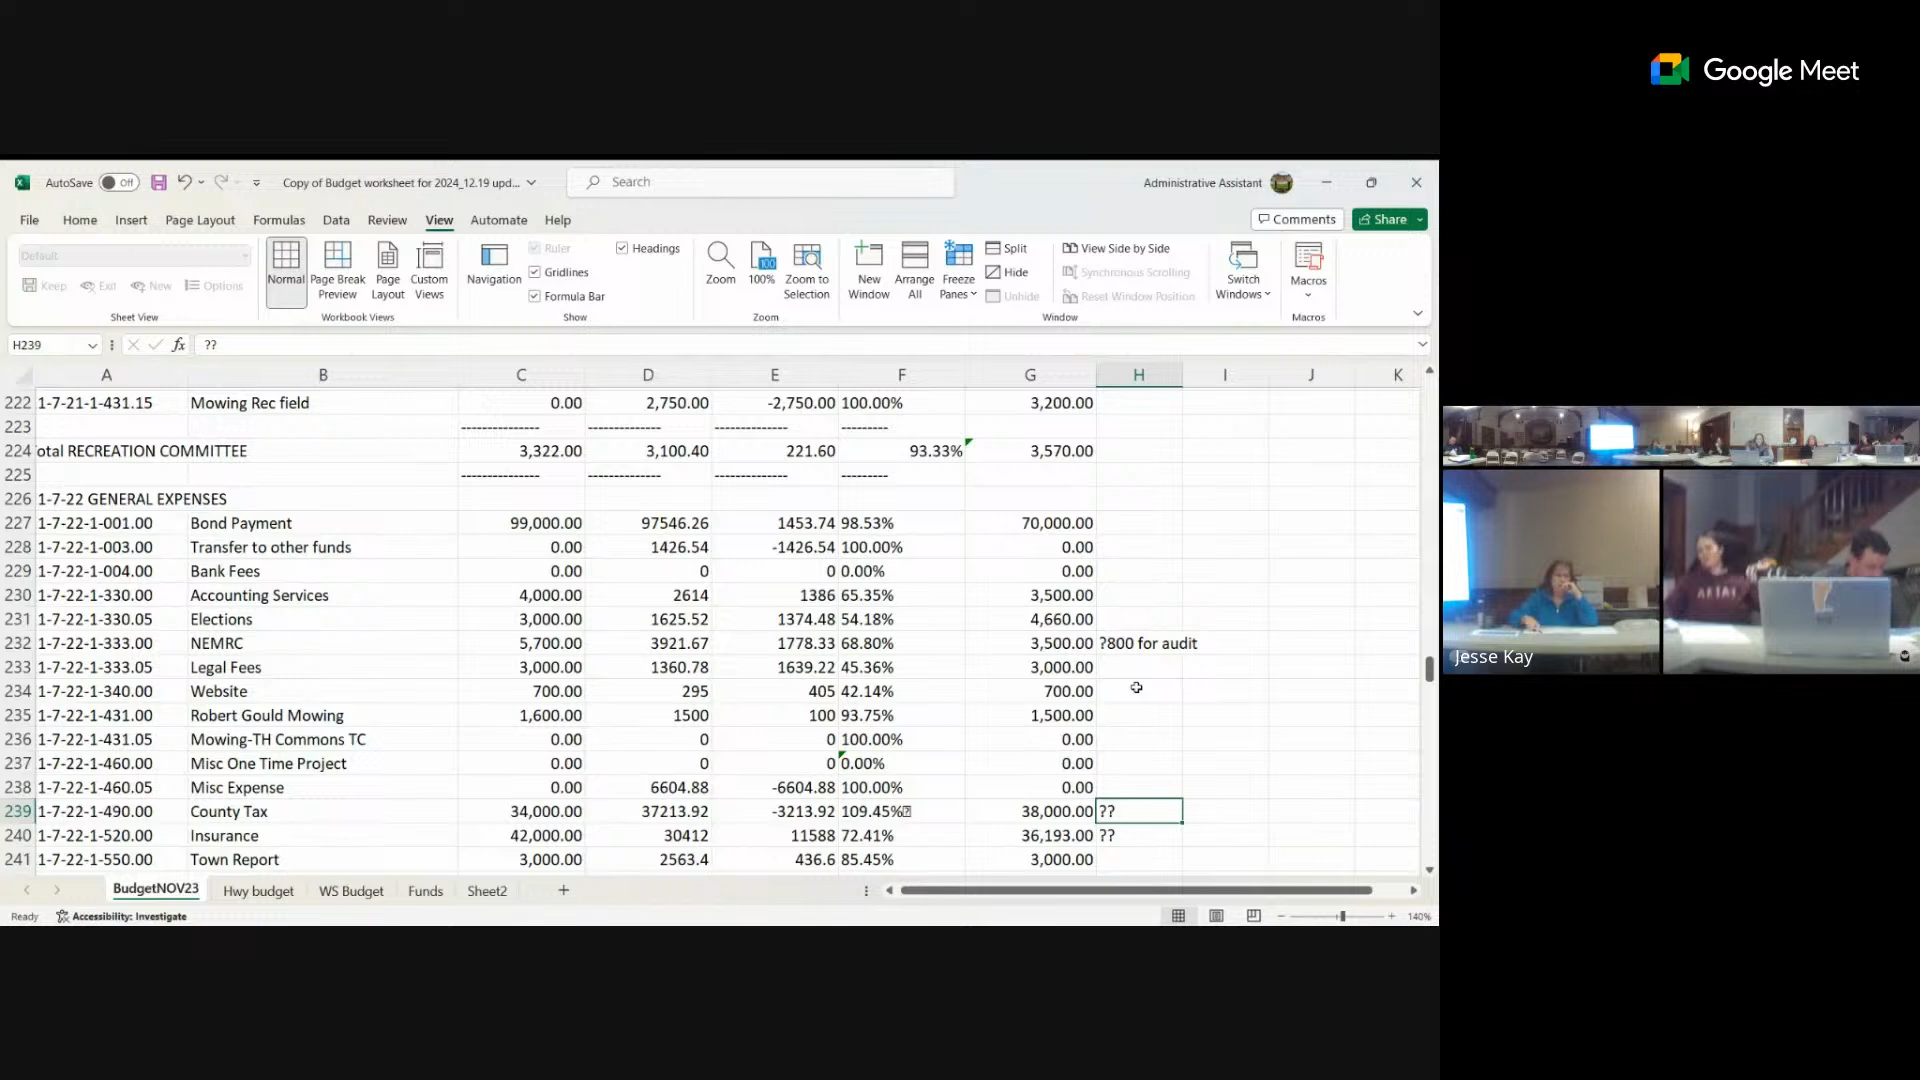 Google Meet
AutoSave Off Copy of Budget worksheet for 2024_12.19 upd... Search Administrative Assistant
File Home Insert Page Layout Formulas Data Review View Automate Help Comments Share
Default
Keep Exit New Options
Sheet View
Normal Page Break Preview Page Layout Custom Views
Workbook Views
Navigation Ruler Gridlines Formula Bar Headings
Show
Zoom 100% Zoom to Selection
Zoom
New Window Arrange All Freeze Panes Split Hide Unhide View Side by Side Synchronous Scrolling Reset Window Position Switch Windows
Window
Macros
Macros
H239 fx ??
A B C D E F G H I J K
222 1-7-21-1-431.15 Mowing Rec field 0.00 2,750.00 -2,750.00 100.00% 3,200.00
223 --------------- ------------- ------------- ---------
224 otal RECREATION COMMITTEE 3,322.00 3,100.40 221.60 93.33% 3,570.00
225 --------------- ------------- ------------- ---------
226 1-7-22 GENERAL EXPENSES
227 1-7-22-1-001.00 Bond Payment 99,000.00 97546.26 1453.74 98.53% 70,000.00
228 1-7-22-1-003.00 Transfer to other funds 0.00 1426.54 -1426.54 100.00% 0.00
229 1-7-22-1-004.00 Bank Fees 0.00 0 0 0.00% 0.00
230 1-7-22-1-330.00 Accounting Services 4,000.00 2614 1386 65.35% 3,500.00
231 1-7-22-1-330.05 Elections 3,000.00 1625.52 1374.48 54.18% 4,660.00
232 1-7-22-1-333.00 NEMRC 5,700.00 3921.67 1778.33 68.80% 3,500.00 ?800 for audit
233 1-7-22-1-333.05 Legal Fees 3,000.00 1360.78 1639.22 45.36% 3,000.00
234 1-7-22-1-340.00 Website 700.00 295 405 42.14% 700.00
235 1-7-22-1-431.00 Robert Gould Mowing 1,600.00 1500 100 93.75% 1,500.00
236 1-7-22-1-431.05 Mowing-TH Commons TC 0.00 0 0 100.00% 0.00
237 1-7-22-1-460.00 Misc One Time Project 0.00 0 0 0.00% 0.00
238 1-7-22-1-460.05 Misc Expense 0.00 6604.88 -6604.88 100.00% 0.00
239 1-7-22-1-490.00 County Tax 34,000.00 37213.92 -3213.92 109.45% 38,000.00 ??
240 1-7-22-1-520.00 Insurance 42,000.00 30412 11588 72.41% 36,193.00 ??
241 1-7-22-1-550.00 Town Report 3,000.00 2563.4 436.6 85.45% 3,000.00
BudgetNOV23 Hwy budget WS Budget Funds Sheet2
Ready Accessibility: Investigate 140%
Jesse Kay